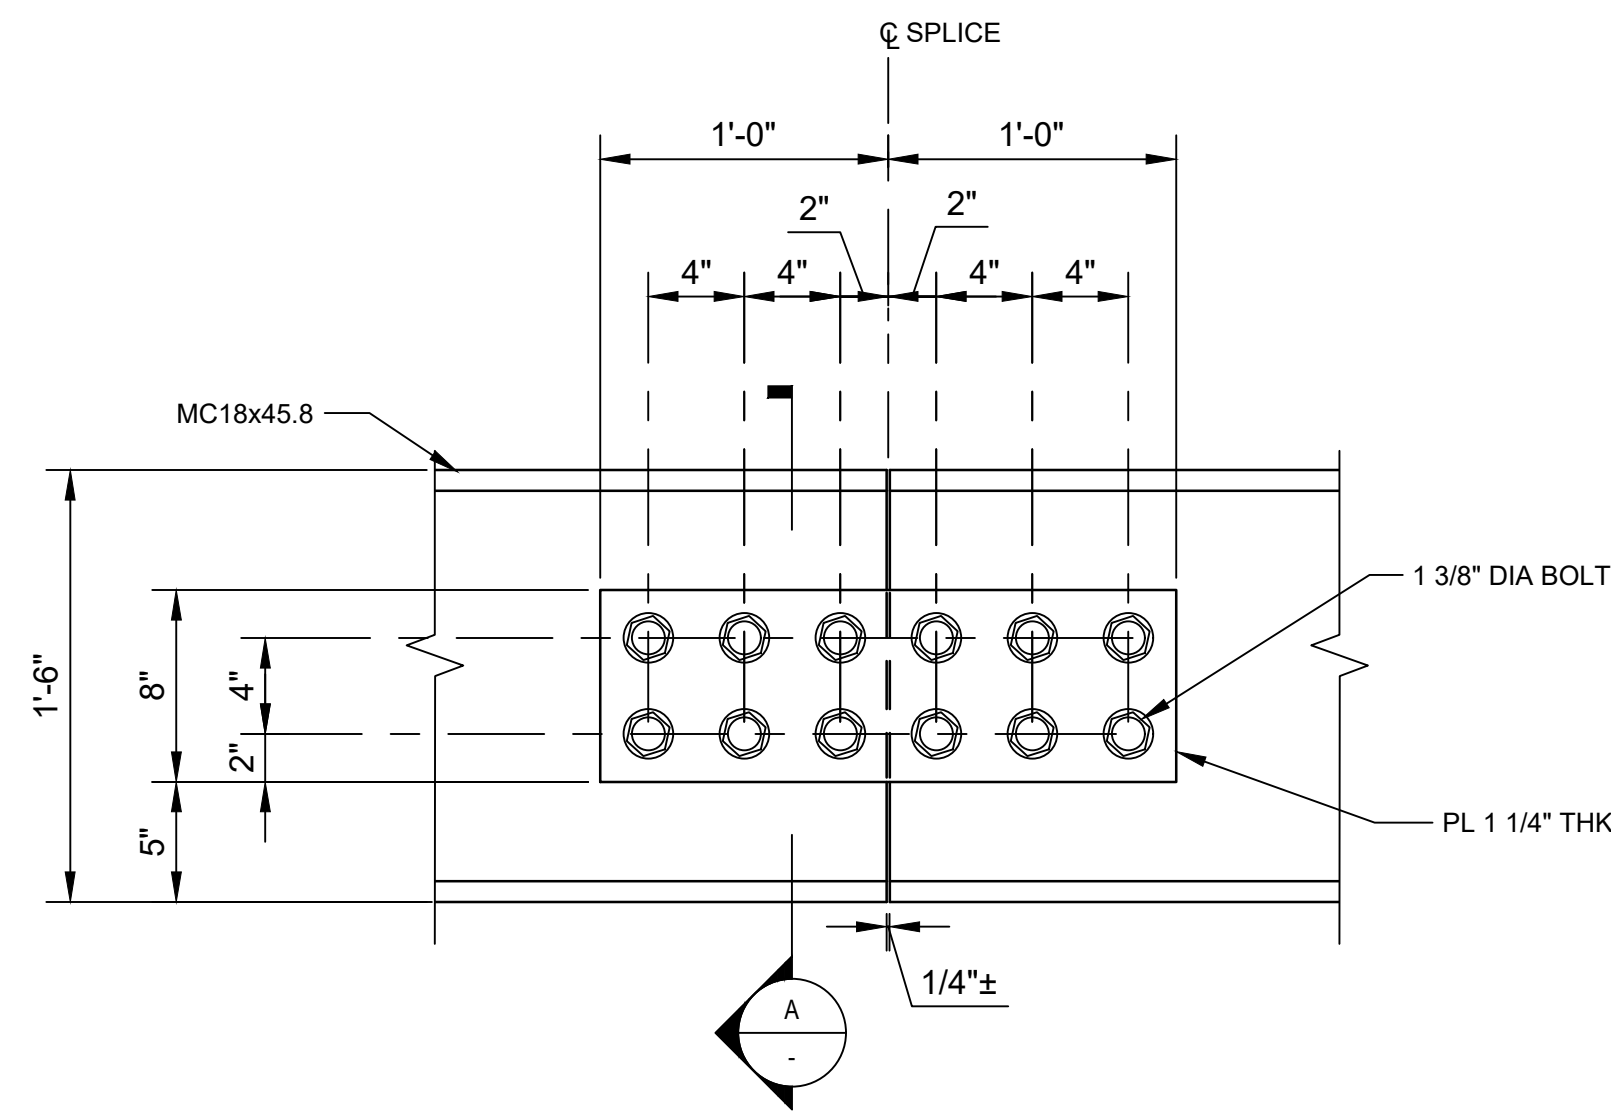 ℄ SPLICE
1'-0" 1'-0"
2" 2"
4" 4" 4" 4"
MC18x45.8
1 3/8" DIA BOLT
1'-6"
8"
4"
2"
5"
PL 1 1/4" THK
1/4"±
A
-